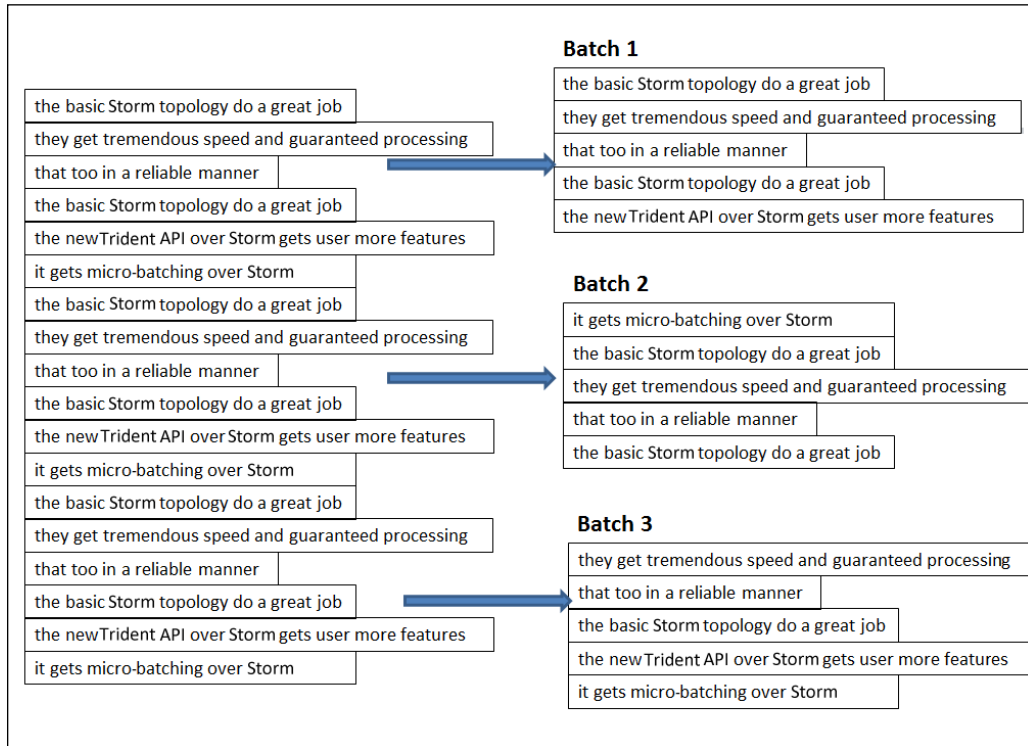 the basic Storm topology do a great job
they get tremendous speed and guaranteed processing
that too in a reliable manner
the basic Storm topology do a great job
the new Trident API over Storm gets user more features
it gets micro-batching over Storm
the basic Storm topology do a great job
they get tremendous speed and guaranteed processing
that too in a reliable manner
the basic Storm topology do a great job
the new Trident API over Storm gets user more features
it gets micro-batching over Storm
the basic Storm topology do a great job
they get tremendous speed and guaranteed processing
that too in a reliable manner
the basic Storm topology do a great job
the new Trident API over Storm gets user more features
it gets micro-batching over Storm
Batch 1
the basic Storm topology do a great job
they get tremendous speed and guaranteed processing
that too in a reliable manner
the basic Storm topology do a great job
the new Trident API over Storm gets user more features
Batch 2
it gets micro-batching over Storm
the basic Storm topology do a great job
they get tremendous speed and guaranteed processing
that too in a reliable manner
the basic Storm topology do a great job
Batch 3
they get tremendous speed and guaranteed processing
that too in a reliable manner
the basic Storm topology do a great job
the new Trident API over Storm gets user more features
it gets micro-batching over Storm